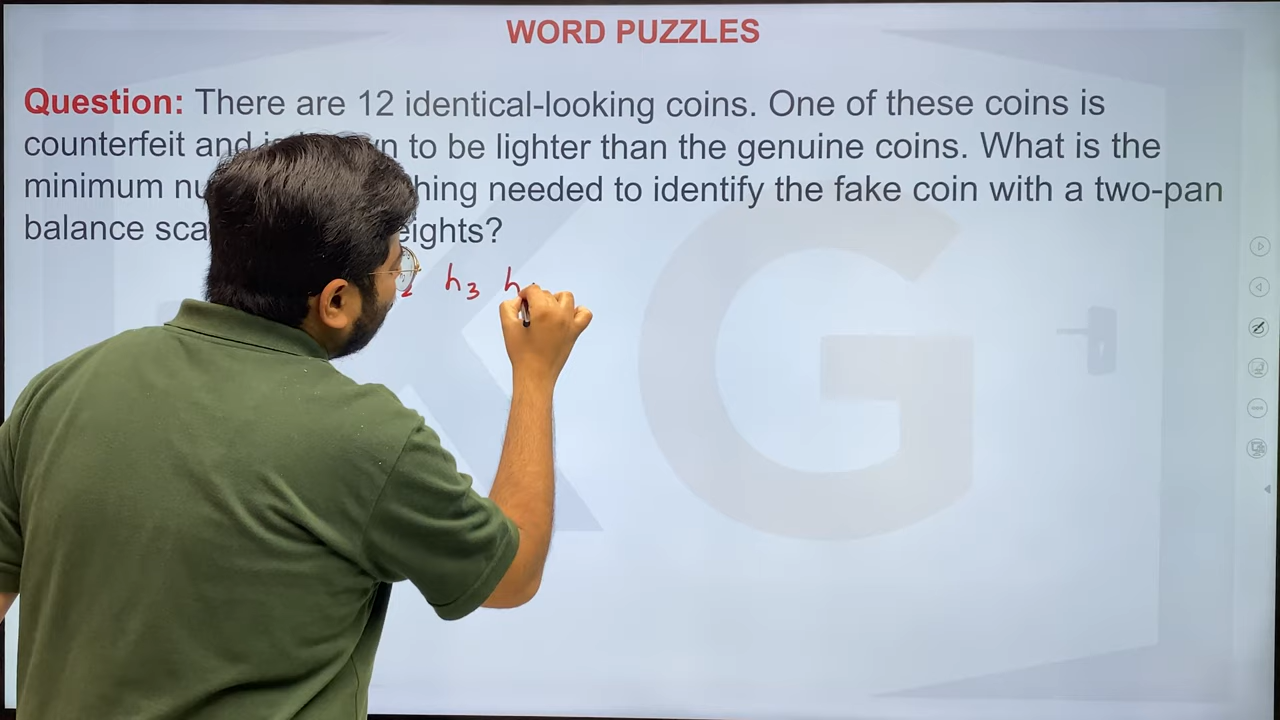 WORD PUZZLES
Question: There are 12 identical-looking coins. One of these coins is
counterfeit and to be lighter than the genuine coins. What is the
minimum needed to identify the fake coin with a two-pan
balance
h3 h
G